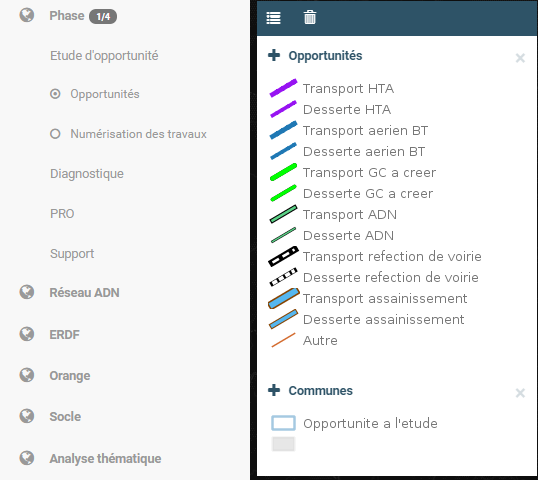 Phase 1/4
Etude d'opportunité
Opportunités
Numérisation des travaux
Diagnostique
PRO
Support
Réseau ADN
ERDF
Orange
Socle
Analyse thématique
Opportunités
Transport HTA
Desserte HTA
Transport aerien BT
Desserte aerien BT
Transport GC a creer
Desserte GC a creer
Transport ADN
Desserte ADN
Transport refection de voirie
Desserte refection de voirie
Transport assainissement
Desserte assainissement
Autre
Communes
Opportunite a l'etude